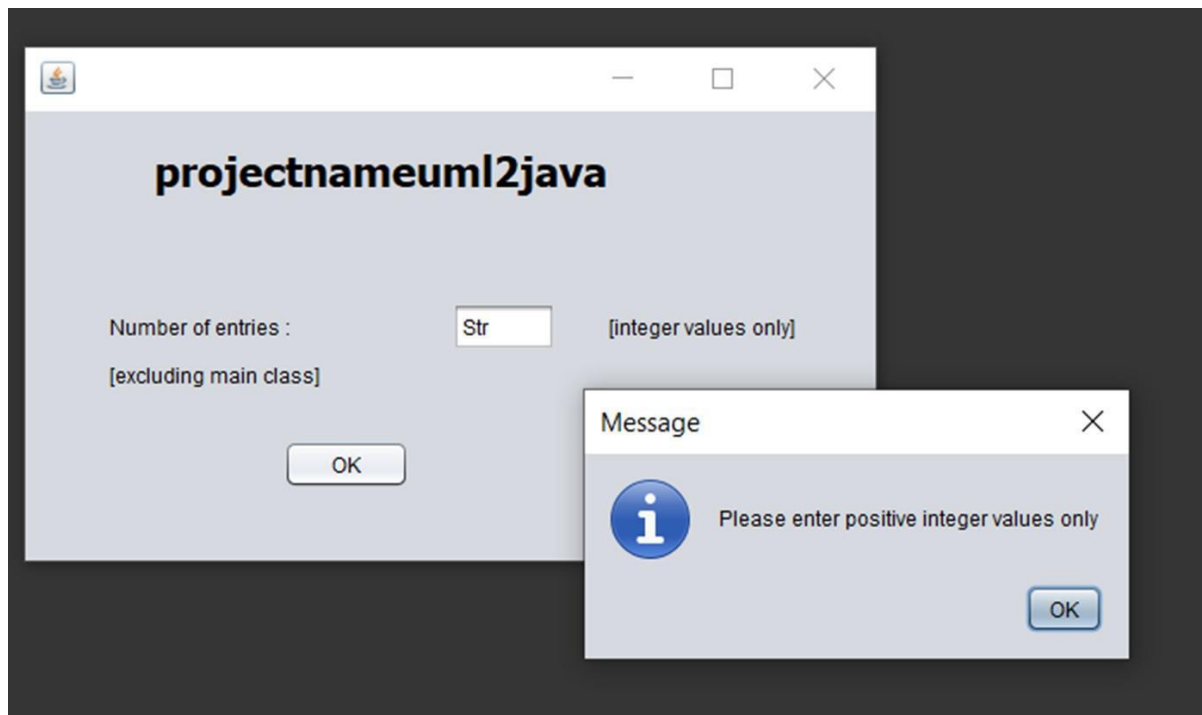 projectnameuml2java
Number of entries : Str [integer values only]
[excluding main class]
OK
Message
Please enter positive integer values only
OK